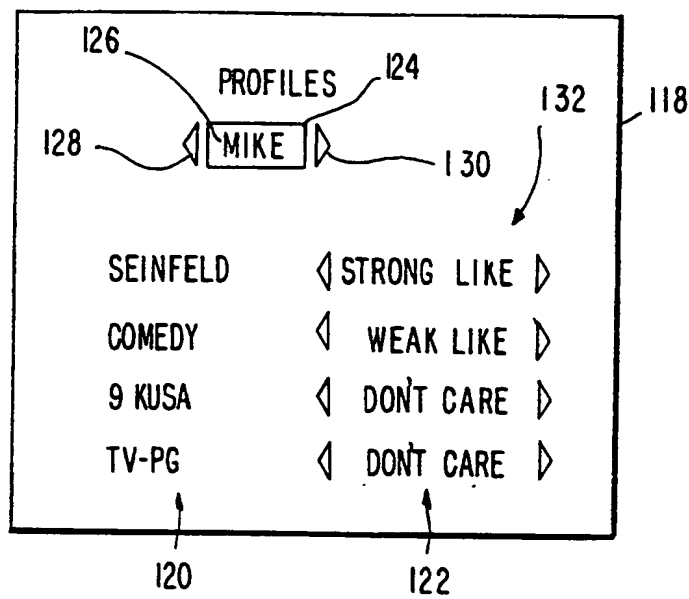 126
PROFILES
124
132
118
128
MIKE
130
SEINFELD
STRONG LIKE
COMEDY
WEAK LIKE
9 KUSA
DON'T CARE
TV-PG
DON'T CARE
120
122